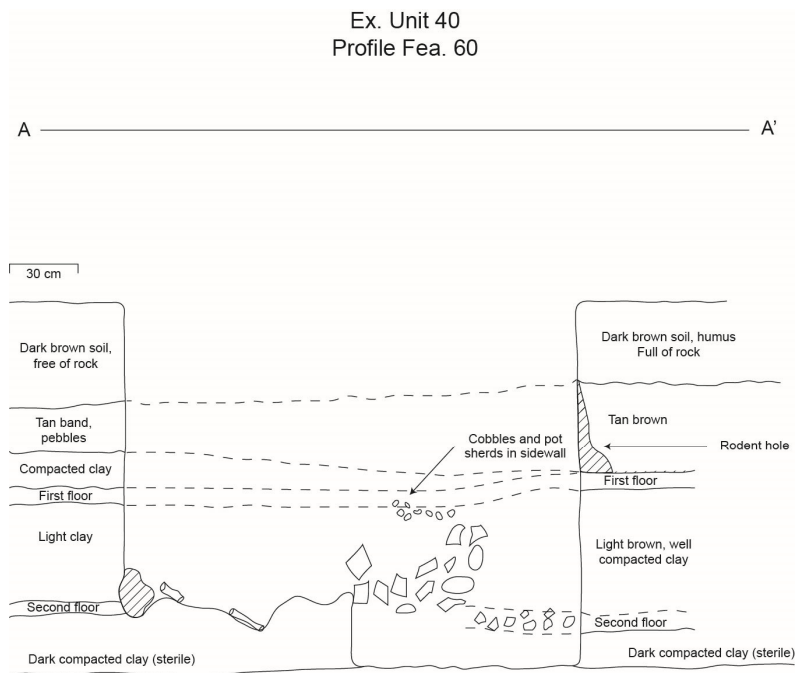 Ex. Unit 40
Profile Fea. 60
A
A'
30 cm
Dark brown soil,
free of rock
Tan band,
pebbles
Compacted clay
First floor
Light clay
Second floor
Dark compacted clay (sterile)
Cobbles and pot
sherds in sidewall
Dark brown soil, humus
Full of rock
Tan brown
Rodent hole
First floor
Light brown, well
compacted clay
Second floor
Dark compacted clay (sterile)